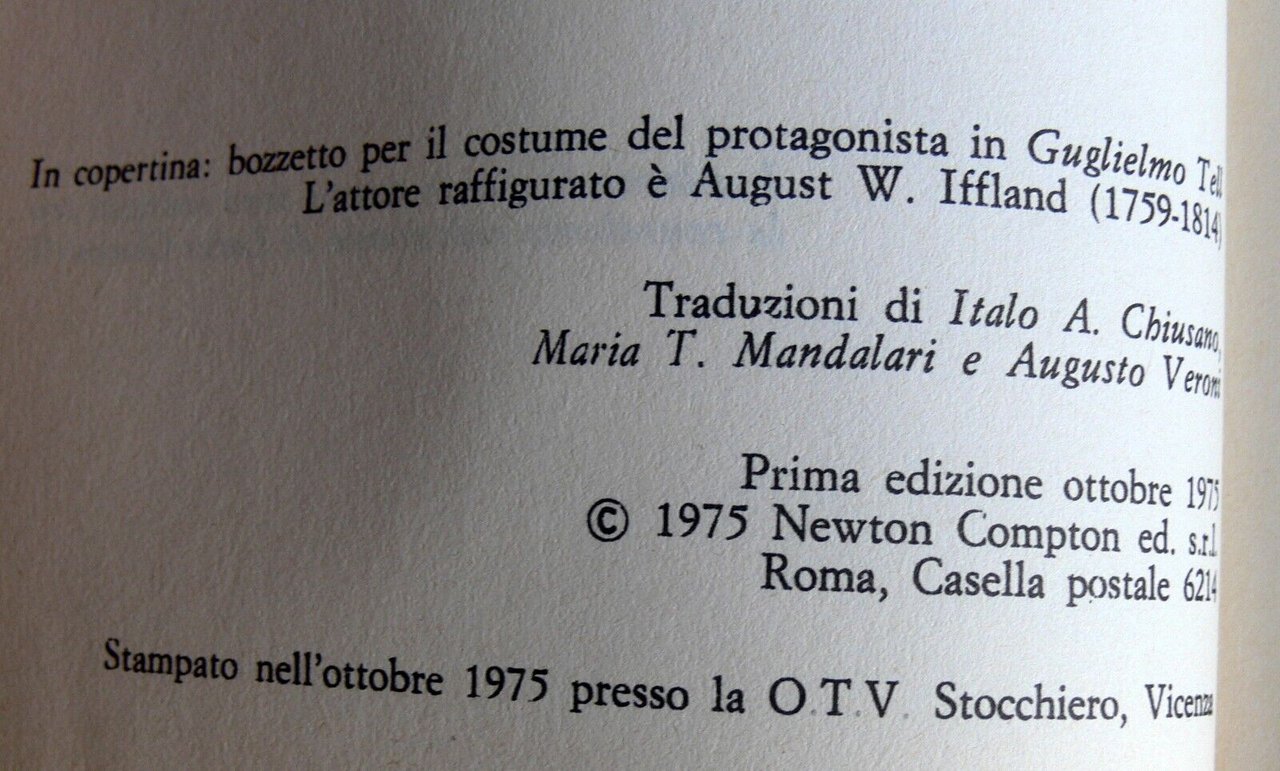 In copertina: bozzetto per il costume del protagonista in Guglielmo Tell
L'attore raffigurato è August W. Iffland (1759-1814)
Traduzioni di Italo A. Chiusano,
Maria T. Mandalari e Augusto Veroni
Prima edizione ottobre 1975
© 1975 Newton Compton ed. s.r.l.
Roma, Casella postale 6214
Stampato nell'ottobre 1975 presso la O.T.V. Stocchiero, Vicenza